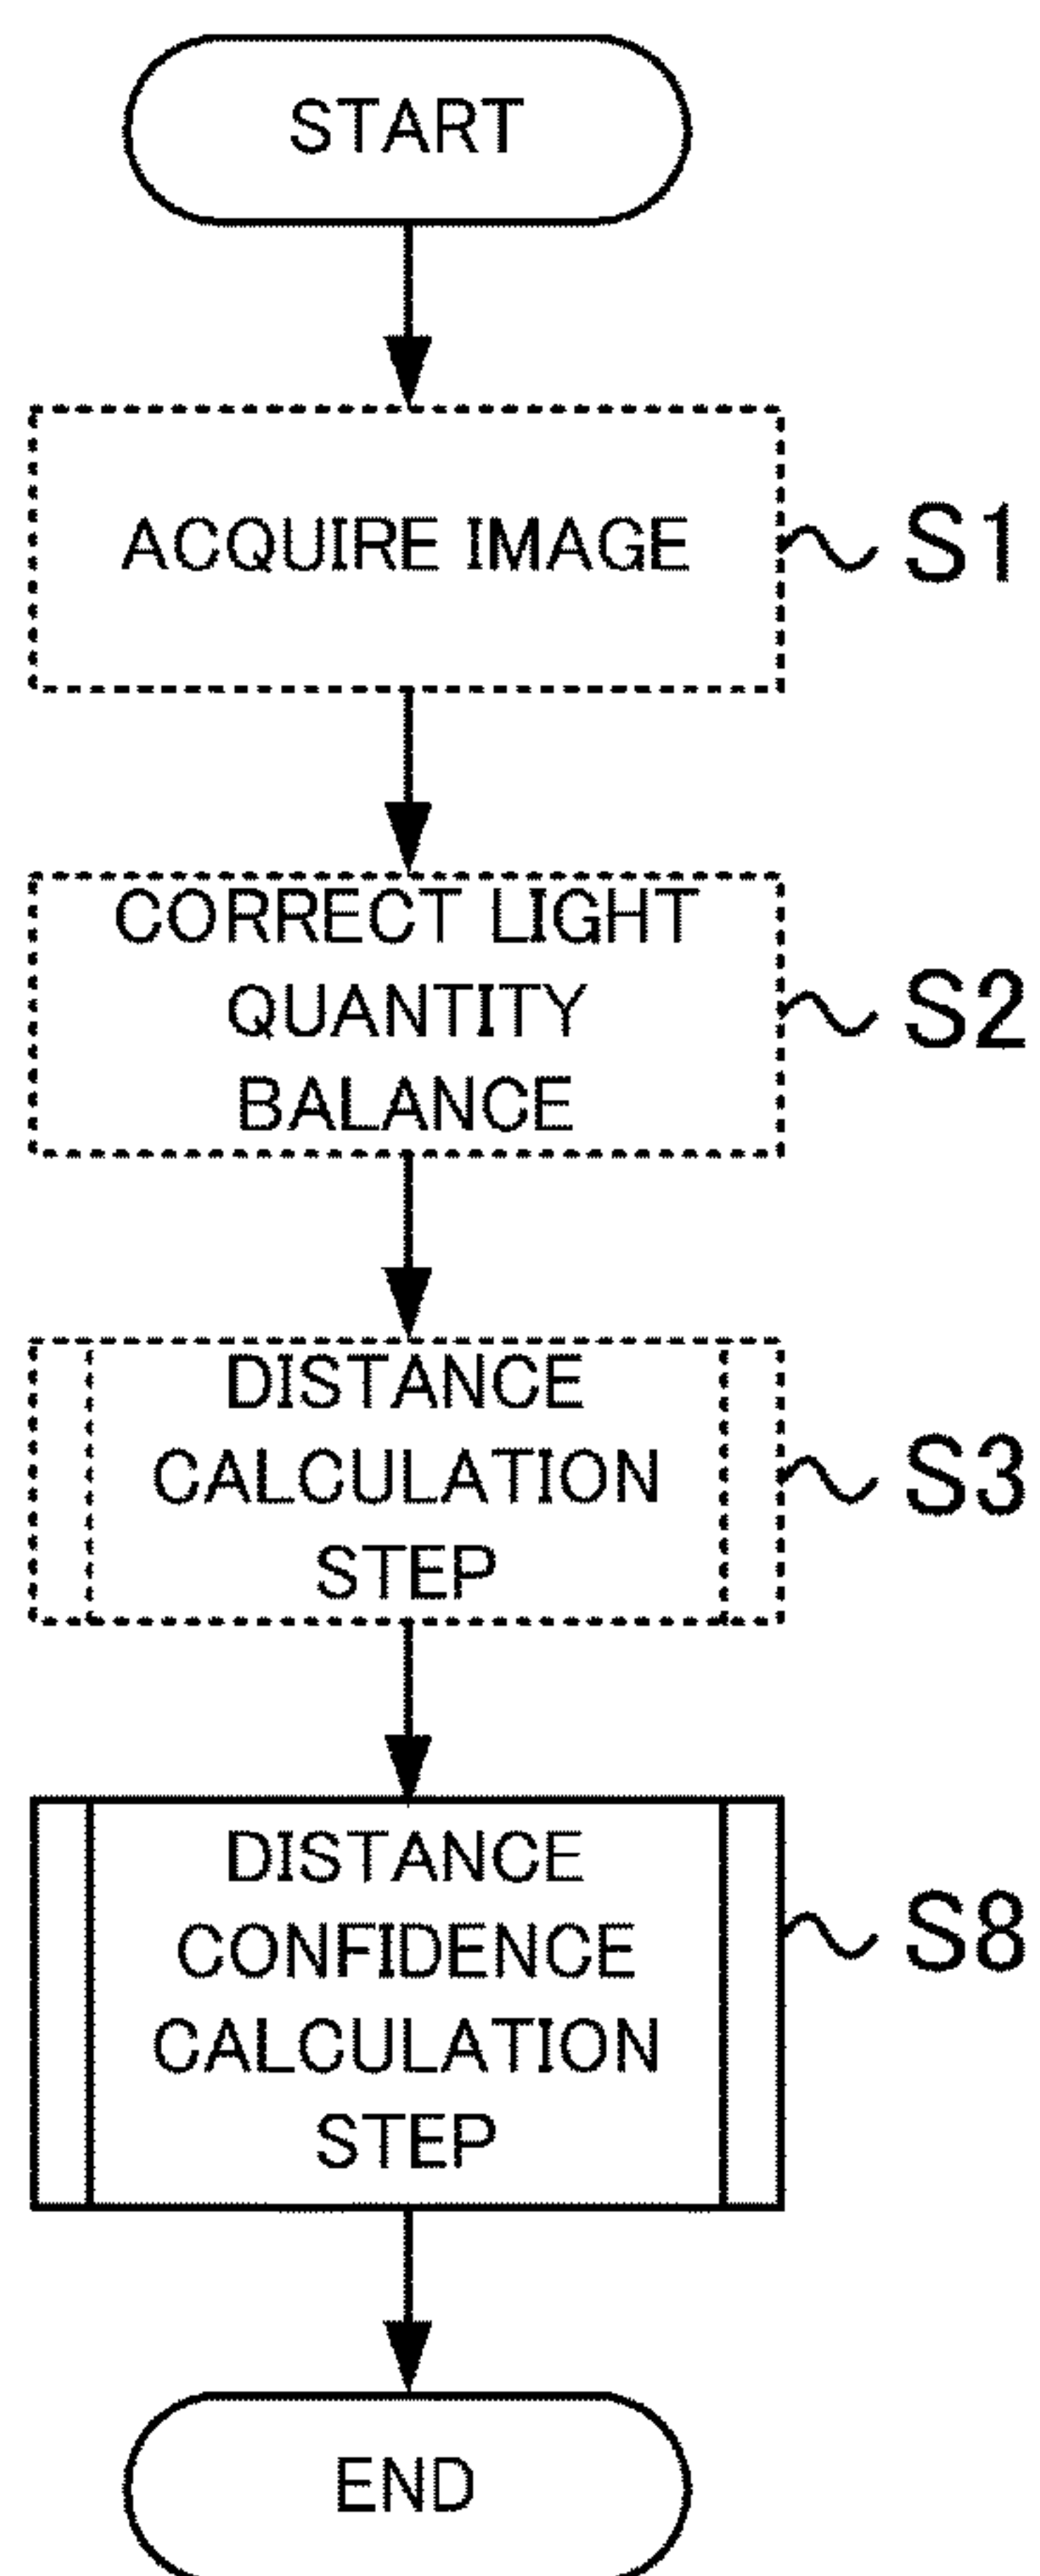 START
ACQUIRE IMAGE
S1
CORRECT LIGHT
QUANTITY
BALANCE
S2
DISTANCE
CALCULATION
STEP
S3
DISTANCE
CONFIDENCE
CALCULATION
STEP
S8
END